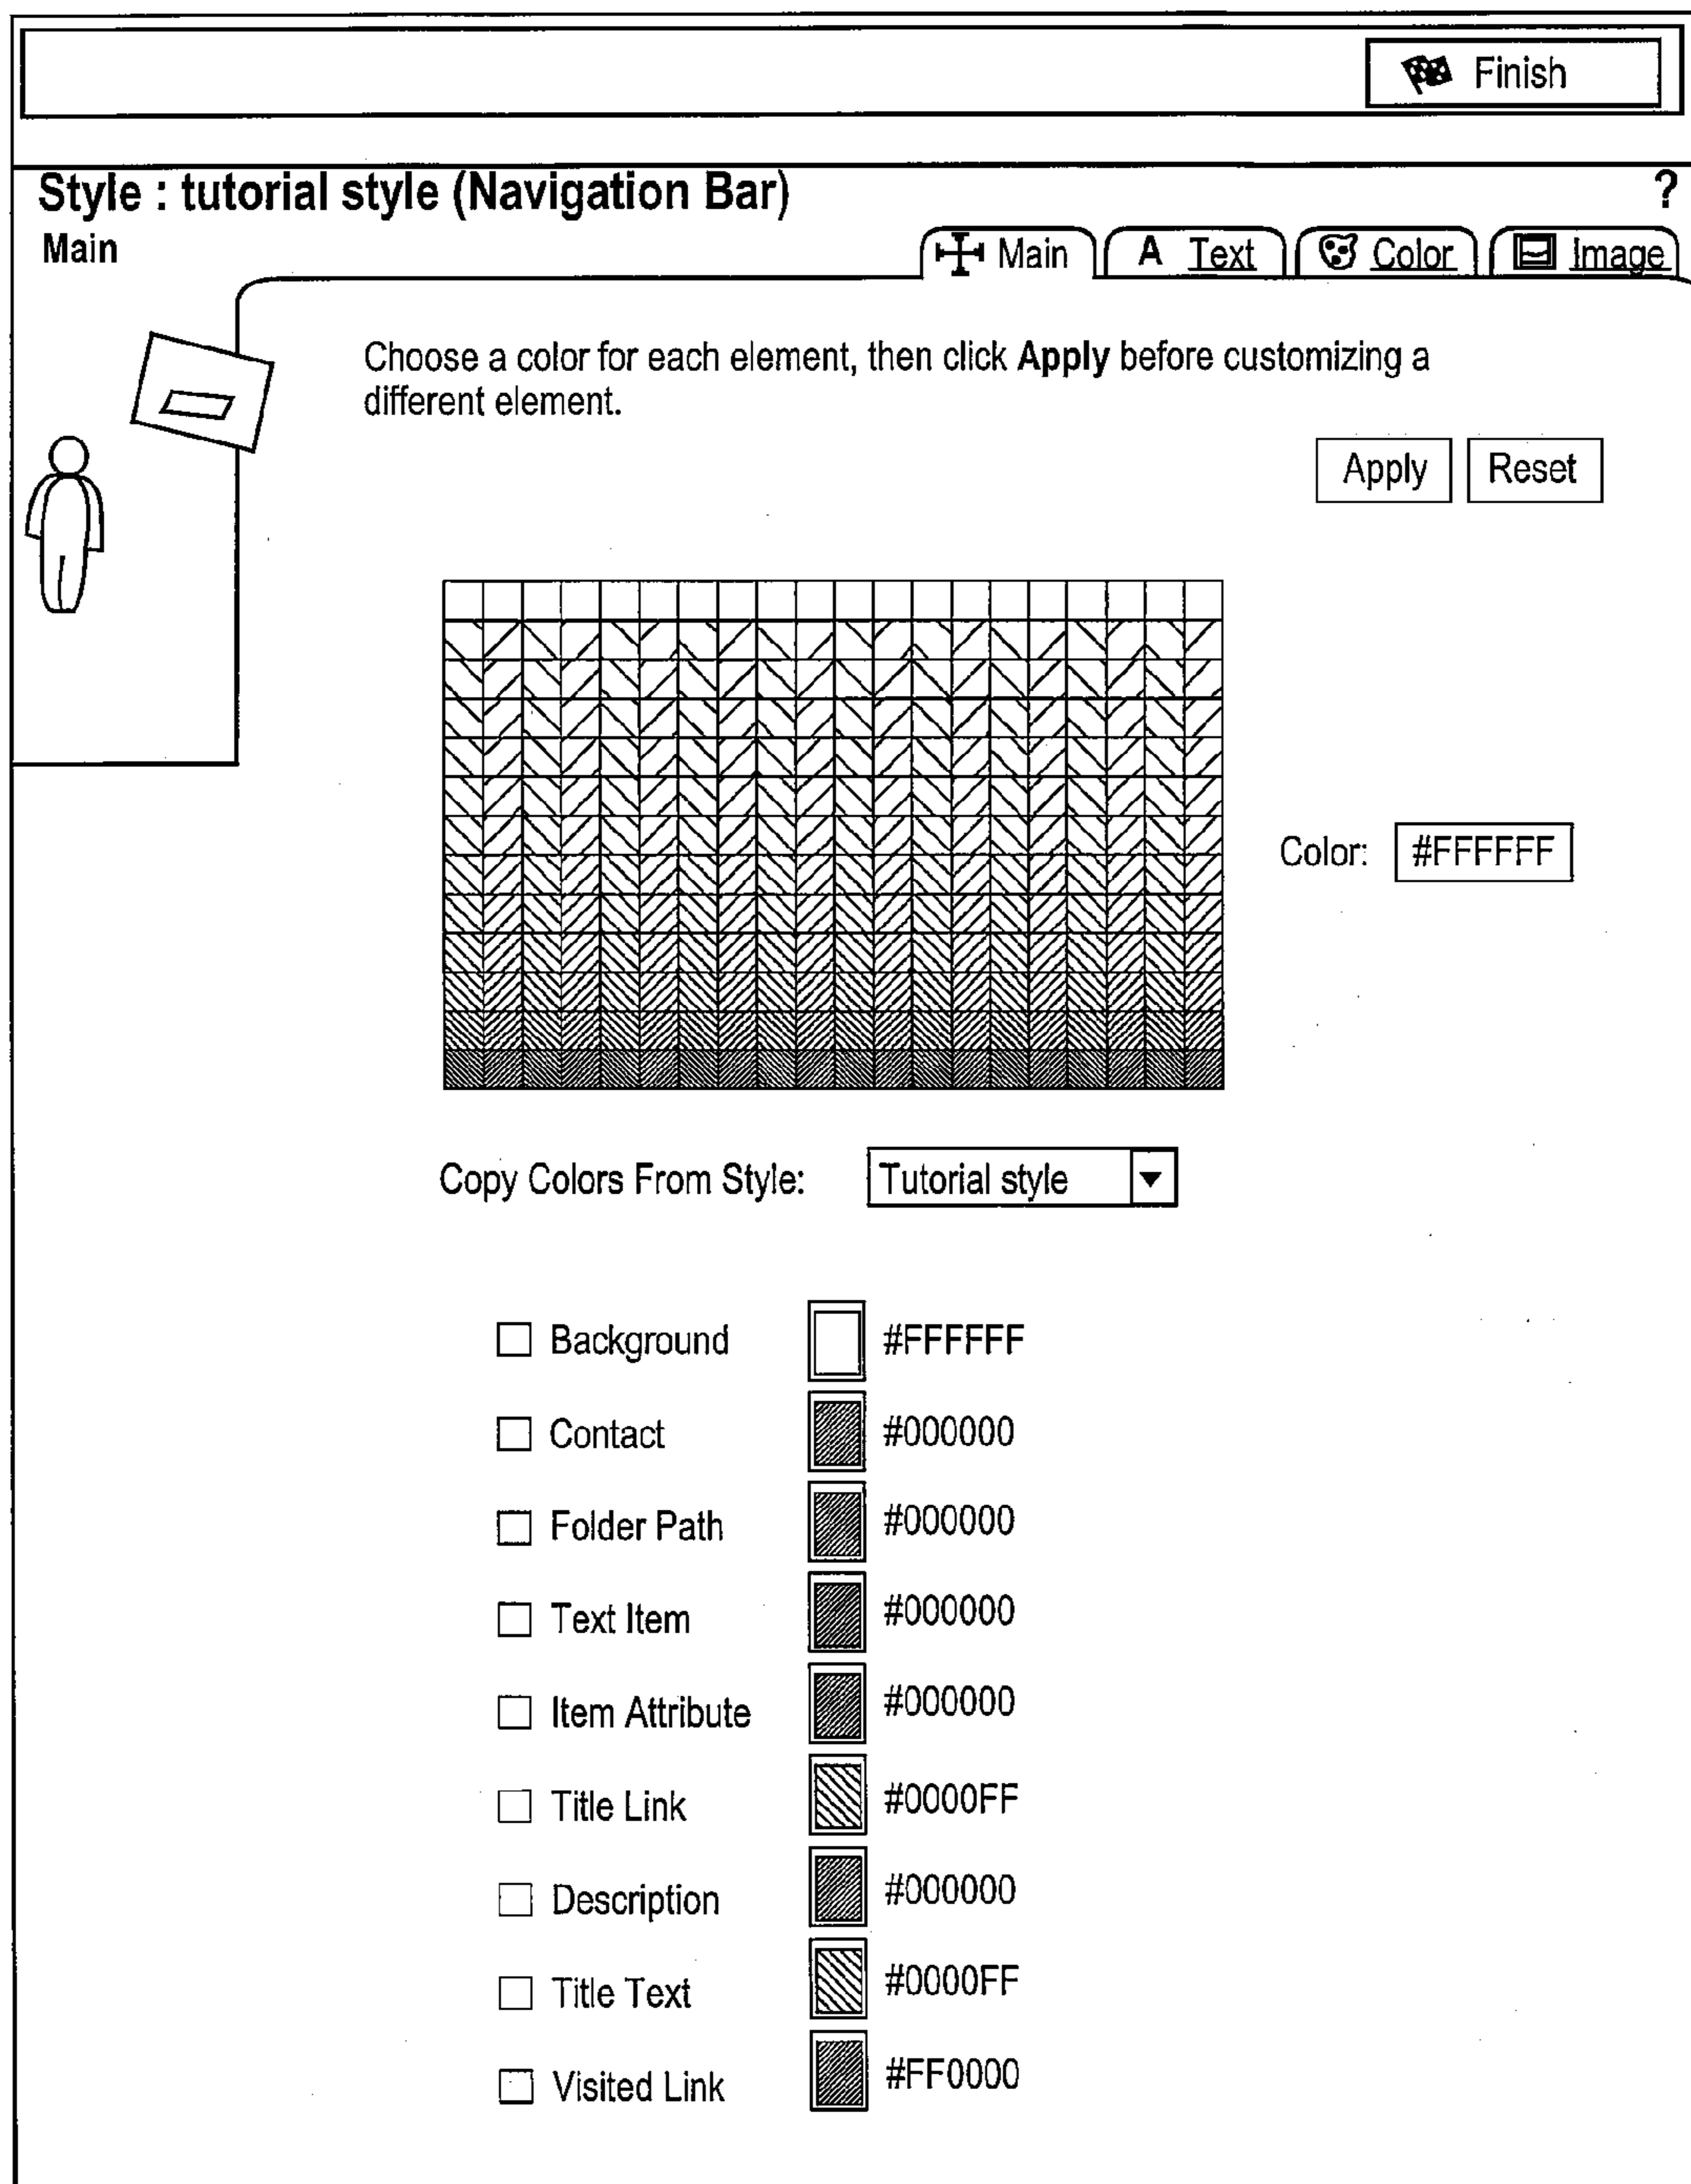 Finish
Style : tutorial style (Navigation Bar) ?
Main
Main
A Text
Color
Image
Choose a color for each element, then click Apply before customizing a
different element.
Apply Reset
Color: #FFFFFF
Copy Colors From Style: Tutorial style
Background #FFFFFF
Contact #000000
Folder Path #000000
Text Item #000000
Item Attribute #000000
Title Link #0000FF
Description #000000
Title Text #0000FF
Visited Link #FF0000